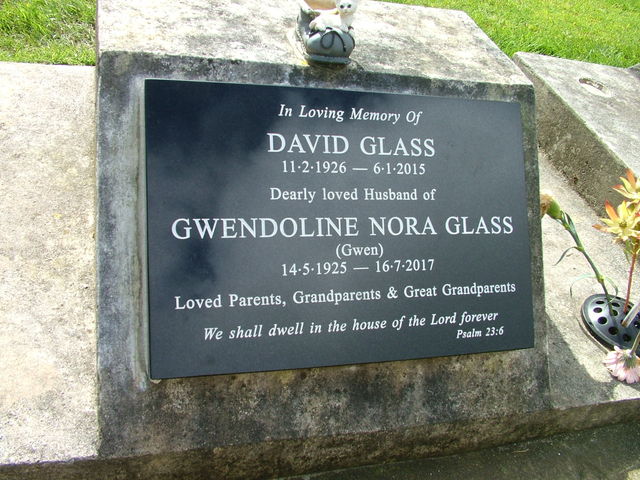 In Loving Memory Of
DAVID GLASS
11·2·1926 — 6·1·2015
Dearly loved Husband of
GWENDOLINE NORA GLASS
(Gwen)
14·5·1925 — 16·7·2017
Loved Parents, Grandparents & Great Grandparents
We shall dwell in the house of the Lord forever
Psalm 23:6